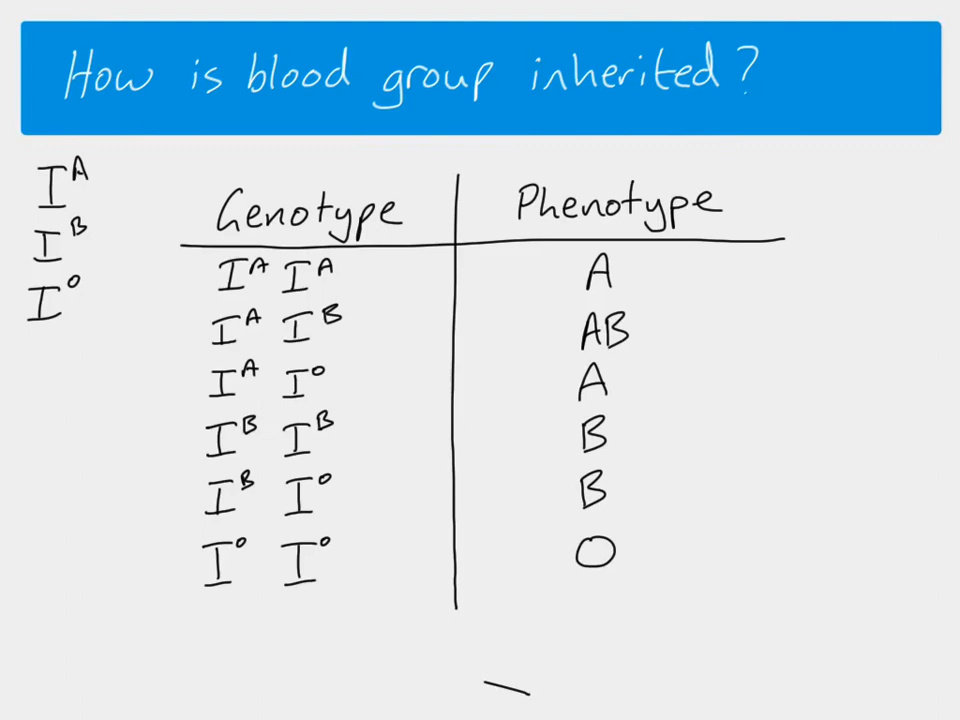 How is blood group inherited?
I^A
I^B
I^O
Genotype Phenotype
I^A I^A A
I^A I^B AB
I^A I^O A
I^B I^B B
I^B I^O B
I^O I^O O